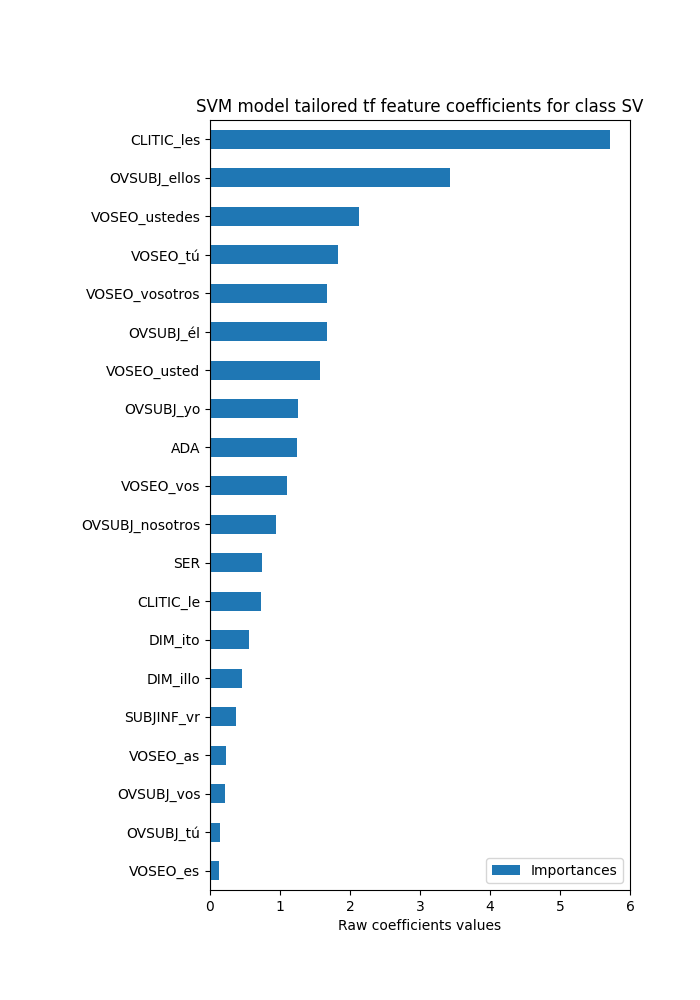 SVM model tailored tf feature coefficients for class SV
CLITIC_les
OVSUBJ_ellos
VOSEO_ustedes
VOSEO_tú
VOSEO_vosotros
OVSUBJ_él
VOSEO_usted
OVSUBJ_yo
ADA
VOSEO_vos
OVSUBJ_nosotros
SER
CLITIC_le
DIM_ito
DIM_illo
SUBJINF_vr
VOSEO_as
OVSUBJ_vos
OVSUBJ_tú
VOSEO_es
Importances
0 1 2 3 4 5 6
Raw coefficients values